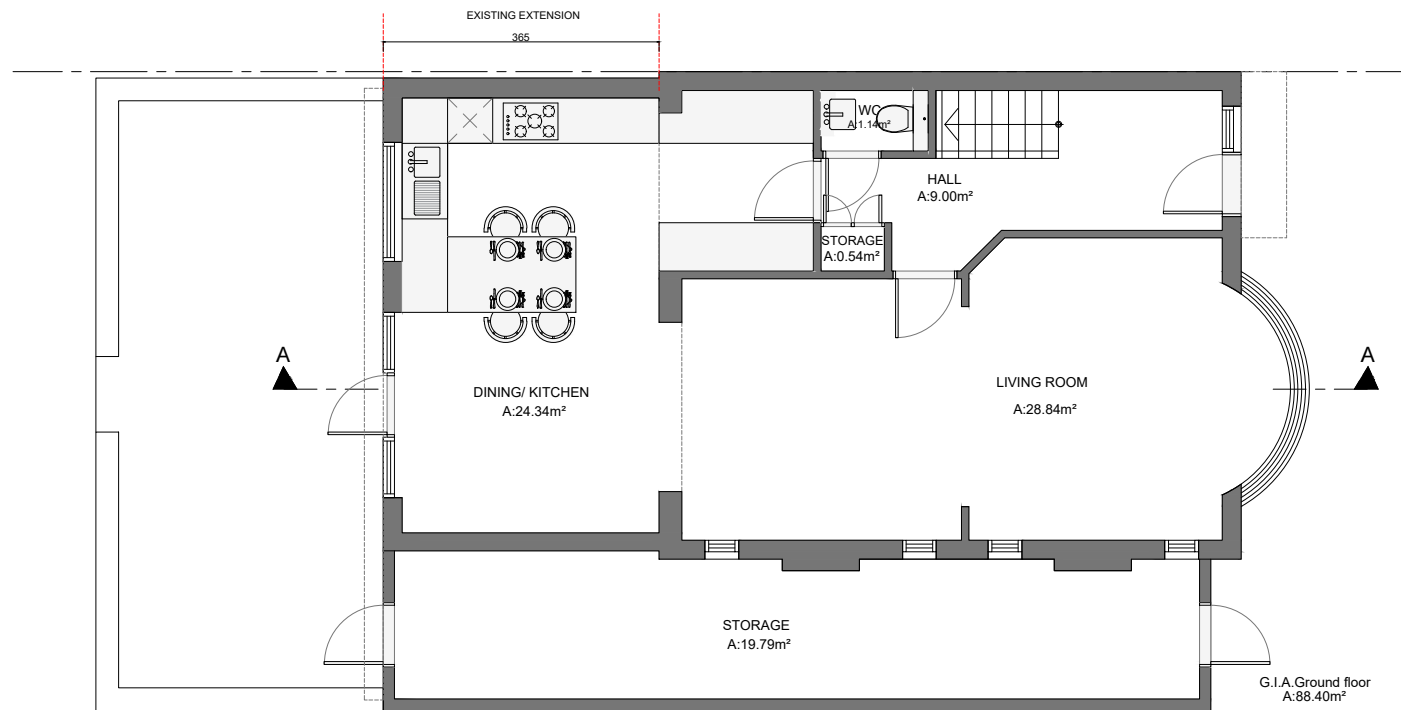 EXISTING EXTENSION
365
WC
A:1.14m²
HALL
A:9.00m²
STORAGE
A:0.54m²
A
A
DINING/ KITCHEN
A:24.34m²
LIVING ROOM
A:28.84m²
STORAGE
A:19.79m²
G.I.A.Ground floor
A:88.40m²